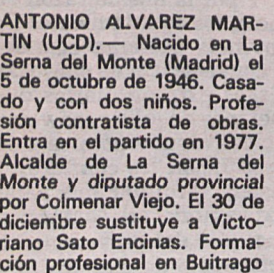 ANTONIO ALVAREZ MAR-
TIN (UCD).— Nacido en La
Serna del Monte (Madrid) el
5 de octubre de 1946. Casa-
do y con dos niños. Profe-
sión contratista de obras.
Entra en el partido en 1977.
Alcalde de La Serna del
Monte y diputado provincial
por Colmenar Viejo. El 30 de
diciembre sustituye a Victo-
riano Sato Encinas. Forma-
ción profesional en Buitrago